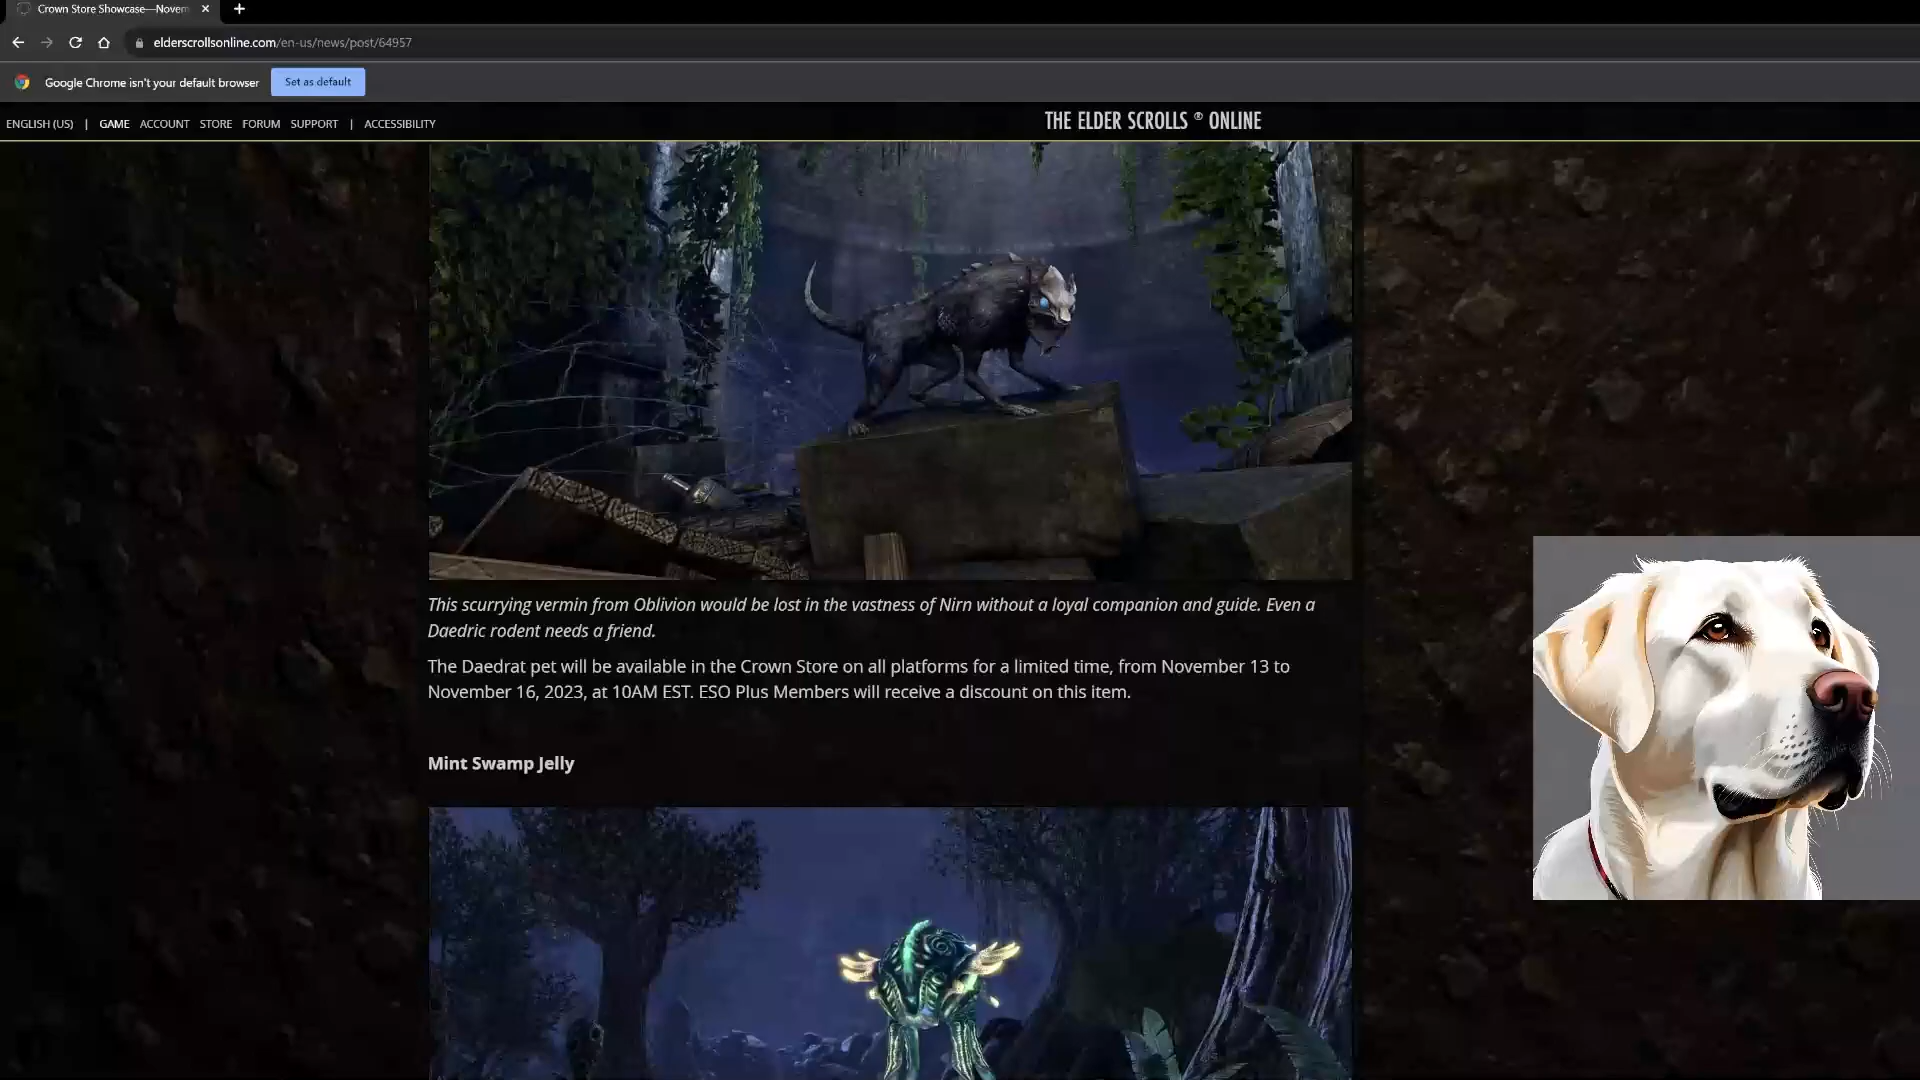 Crown Store Showcase—Novem
elderscrollsonline.com/en-us/news/post/64957
Google Chrome isn't your default browser
Set as default
ENGLISH (US) | GAME ACCOUNT STORE FORUM SUPPORT | ACCESSIBILITY
THE ELDER SCROLLS ® ONLINE
This scurrying vermin from Oblivion would be lost in the vastness of Nirn without a loyal companion and guide. Even a
Daedric rodent needs a friend.
The Daedrat pet will be available in the Crown Store on all platforms for a limited time, from November 13 to
November 16, 2023, at 10AM EST. ESO Plus Members will receive a discount on this item.
Mint Swamp Jelly